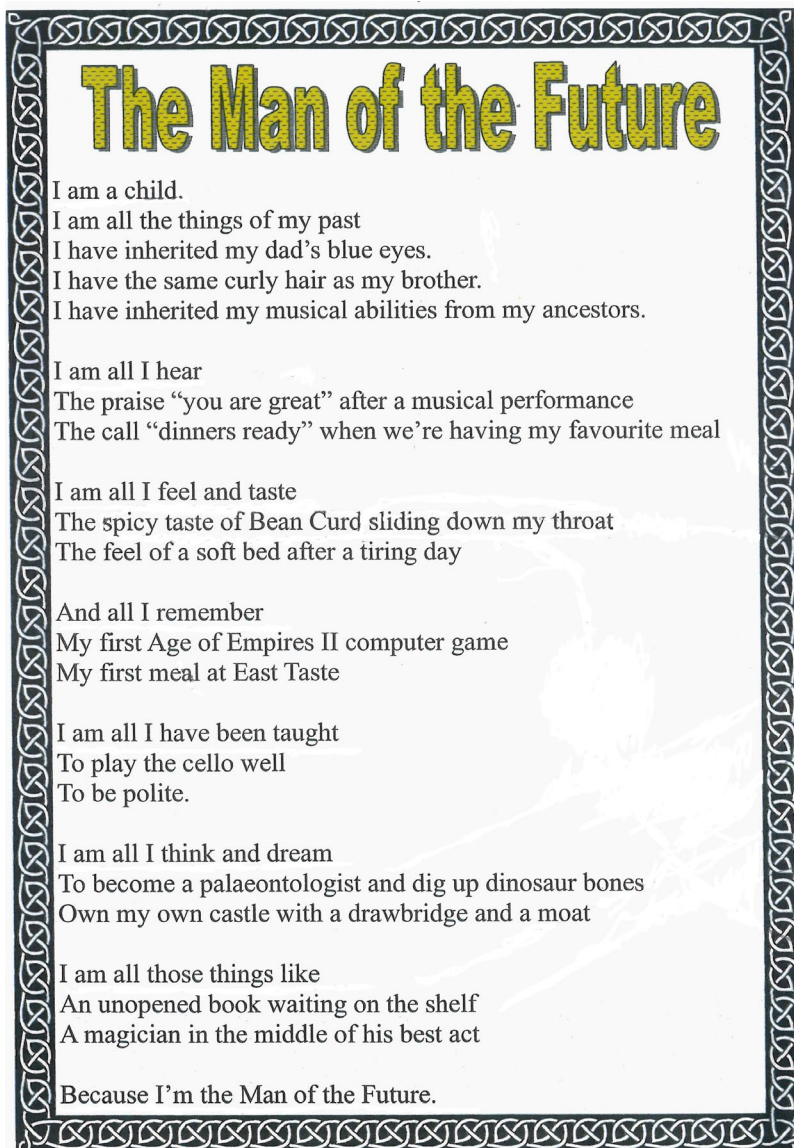 The Man of the Future
I am a child.
I am all the things of my past
I have inherited my dad’s blue eyes.
I have the same curly hair as my brother.
I have inherited my musical abilities from my ancestors.
I am all I hear
The praise “you are great” after a musical performance
The call “dinners ready” when we’re having my favourite meal
I am all I feel and taste
The spicy taste of Bean Curd sliding down my throat
The feel of a soft bed after a tiring day
And all I remember
My first Age of Empires II computer game
My first meal at East Taste
I am all I have been taught
To play the cello well
To be polite.
I am all I think and dream
To become a palaeontologist and dig up dinosaur bones
Own my own castle with a drawbridge and a moat
I am all those things like
An unopened book waiting on the shelf
A magician in the middle of his best act
Because I’m the Man of the Future.